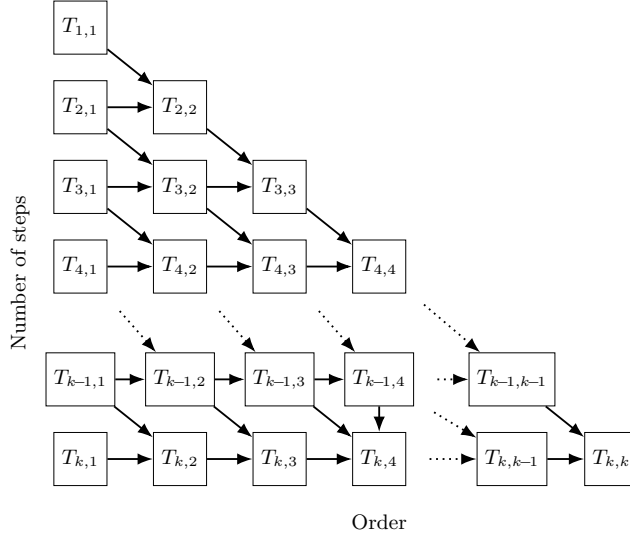 T1,1
T2,1 T2,2
T3,1 T3,2 T3,3
T4,1 T4,2 T4,3 T4,4
Tk−1,1 Tk−1,2 Tk−1,3 Tk−1,4 Tk−1,k−1
Tk,1 Tk,2 Tk,3 Tk,4 Tk,k−1 Tk,k
Number of steps
Order